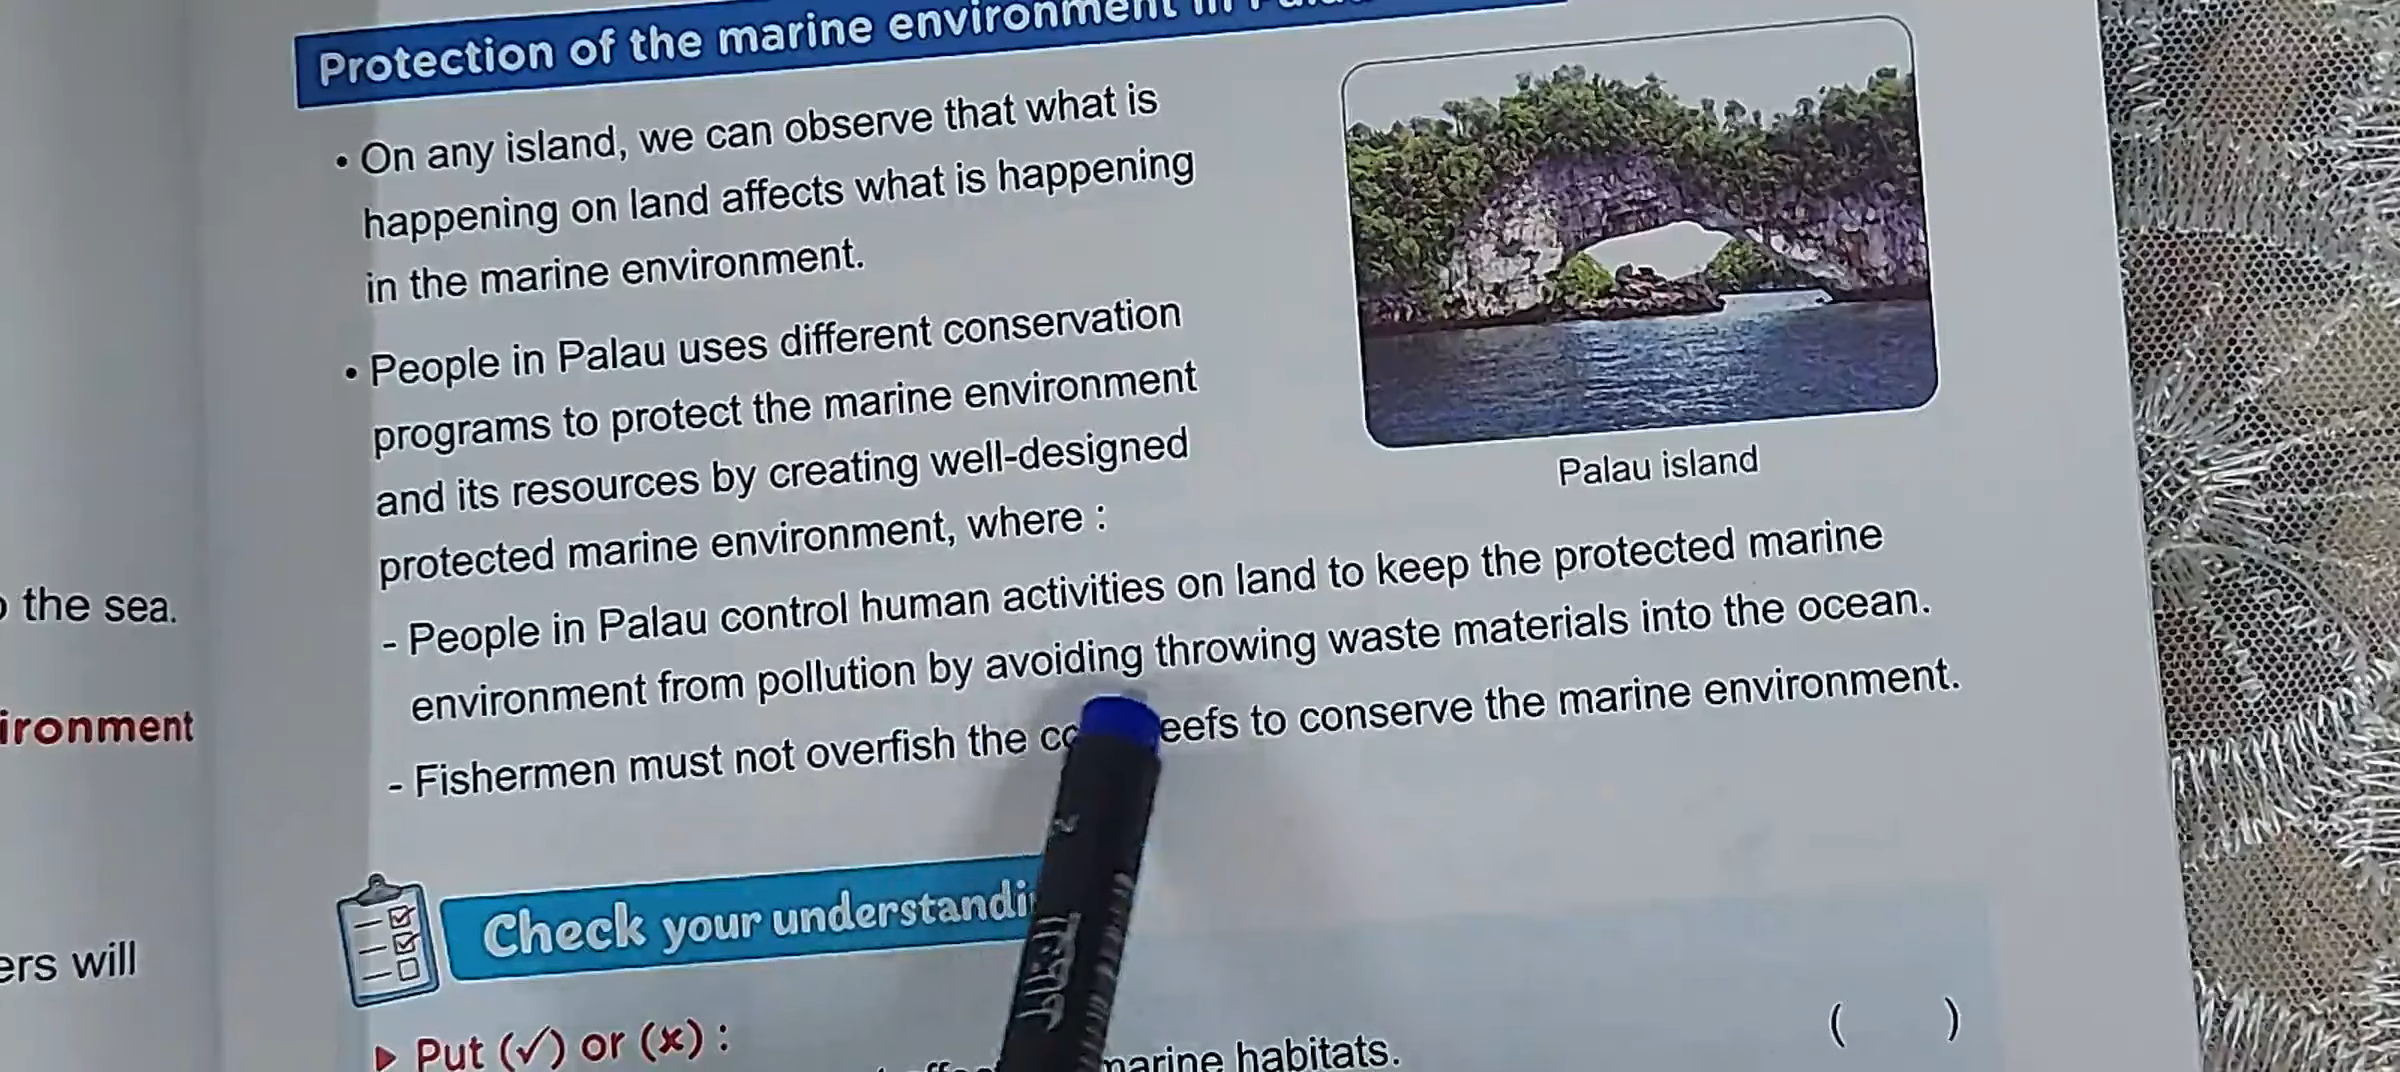 Protection of the marine environment in
• On any island, we can observe that what is
happening on land affects what is happening
in the marine environment.
• People in Palau uses different conservation
programs to protect the marine environment
and its resources by creating well-designed
protected marine environment, where :
Palau island
- People in Palau control human activities on land to keep the protected marine
environment from pollution by avoiding throwing waste materials into the ocean.
- Fishermen must not overfish the eefs to conserve the marine environment.
the sea.
ironment
ers will
Check your understandi
Put (✓) or (x) :
marine habitats. ( )